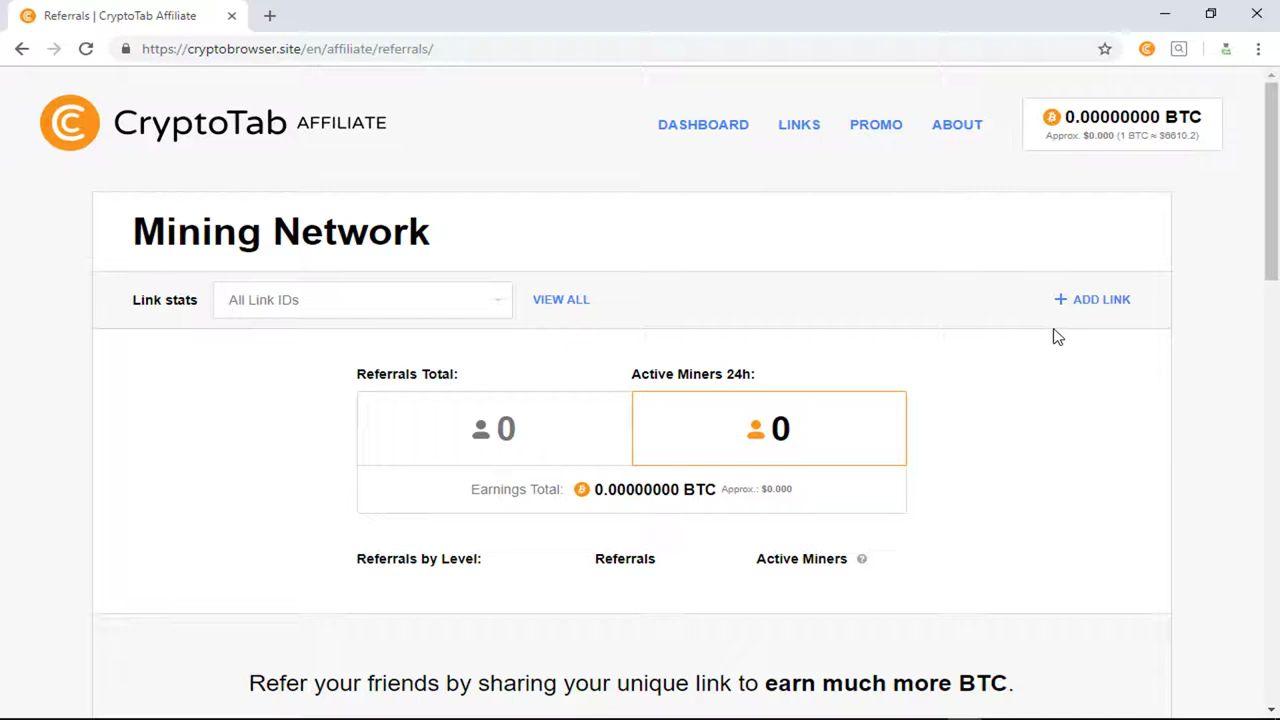 Referrals | CryptoTab Affiliate
https://cryptobrowser.site/en/affiliate/referrals/
CryptoTab AFFILIATE
DASHBOARD LINKS PROMO ABOUT
0.00000000 BTC
Approx: $0.000 (1 BTC ≈ $6610.2)
Mining Network
Link stats All Link IDs VIEW ALL + ADD LINK
Referrals Total: Active Miners 24h:
0 0
Earnings Total: 0.00000000 BTC Approx.: $0.000
Referrals by Level: Referrals Active Miners ?
Refer your friends by sharing your unique link to earn much more BTC.